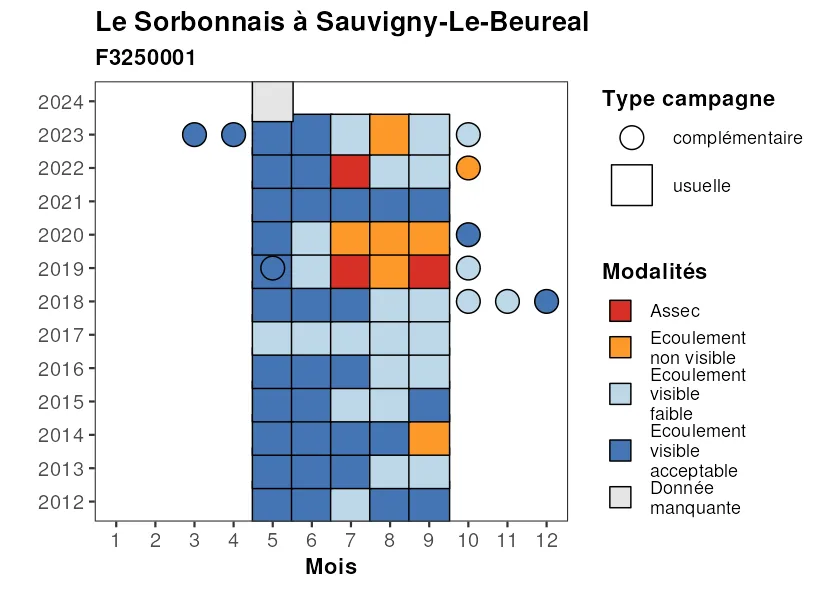 Le Sorbonnais à Sauvigny-Le-Beureal
F3250001
2024
2023
2022
2021
2020
2019
2018
2017
2016
2015
2014
2013
2012
1 2 3 4 5 6 7 8 9 10 11 12
Mois
Type campagne
complémentaire
usuelle
Modalités
Assec
Ecoulement
non visible
Ecoulement
visible
faible
Ecoulement
visible
acceptable
Donnée
manquante